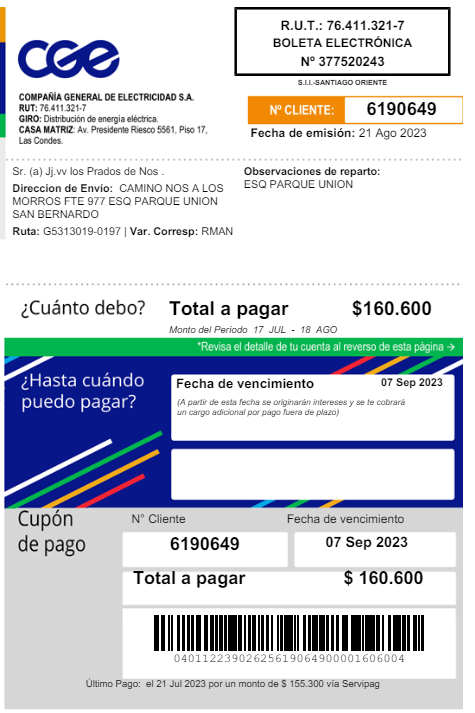 cge
R.U.T.: 76.411.321-7
BOLETA ELECTRÓNICA
Nº 377520243
S.I.I.-SANTIAGO ORIENTE
COMPAÑÍA GENERAL DE ELECTRICIDAD S.A.
RUT: 76.411.321-7
GIRO: Distribución de energía eléctrica.
CASA MATRIZ: Av. Presidente Riesco 5561, Piso 17,
Las Condes.
Nº CLIENTE: 6190649
Fecha de emisión: 21 Ago 2023
Sr. (a) Jj.vv los Prados de Nos .
Direccion de Envío: CAMINO NOS A LOS
MORROS FTE 977 ESQ PARQUE UNION
SAN BERNARDO
Ruta: G5313019-0197 | Var. Corresp: RMAN
Observaciones de reparto:
ESQ PARQUE UNION
¿Cuánto debo? Total a pagar $160.600
Monto del Periodo 17 JUL - 18 AGO
*Revisa el detalle de tu cuenta al reverso de esta página →
¿Hasta cuándo
puedo pagar?
Fecha de vencimiento 07 Sep 2023
(A partir de esta fecha se originarán intereses y se te cobrará
un cargo adicional por pago fuera de plazo)
Cupón
de pago
N° Cliente Fecha de vencimiento
6190649 07 Sep 2023
Total a pagar $ 160.600
04011223902625619064900001606004
Último Pago: el 21 Jul 2023 por un monto de $ 155.300 vía Servipag